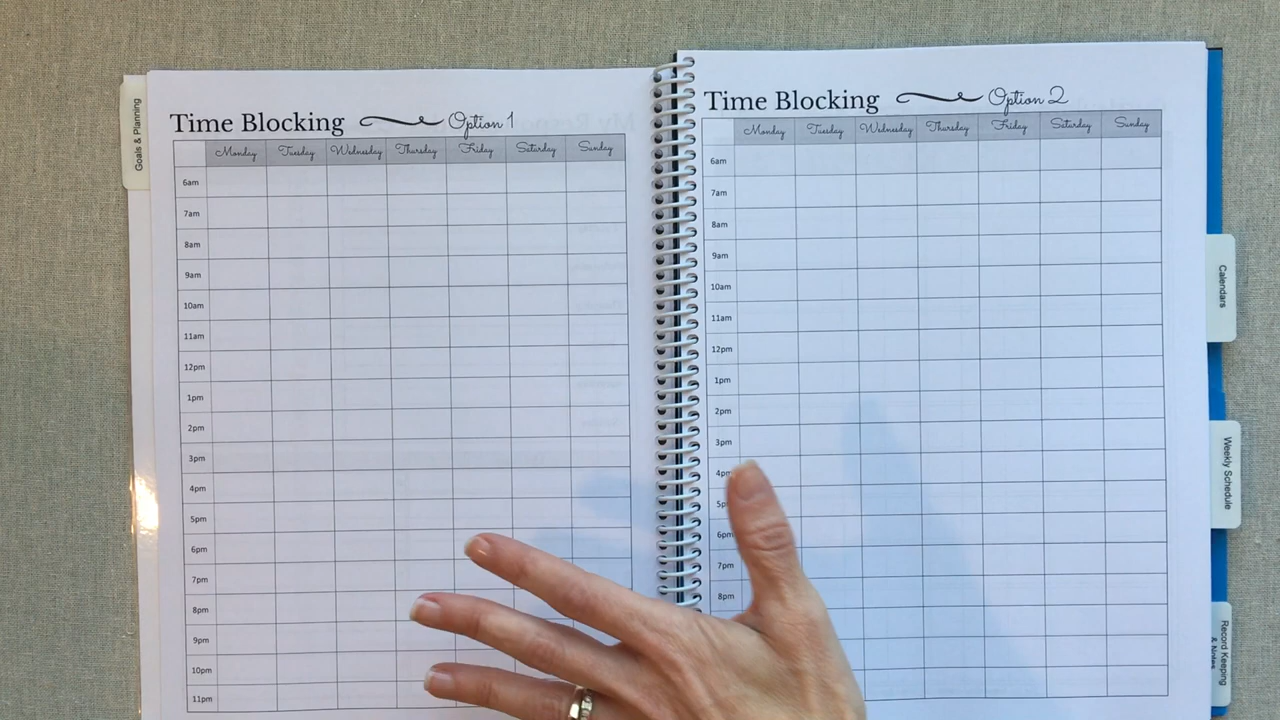 Goals & Planning
Time Blocking Option 1
Monday Tuesday Wednesday Thursday Friday Saturday Sunday
6am
7am
8am
9am
10am
11am
12pm
1pm
2pm
3pm
4pm
5pm
6pm
7pm
8pm
9pm
10pm
11pm
Time Blocking Option 2
Monday Tuesday Wednesday Thursday Friday Saturday Sunday
6am
7am
8am
9am
10am
11am
12pm
1pm
2pm
3pm
4pm
5p
6pm
7pm
8pm
Calendars
Weekly Schedule
Record Keeping
& Notes